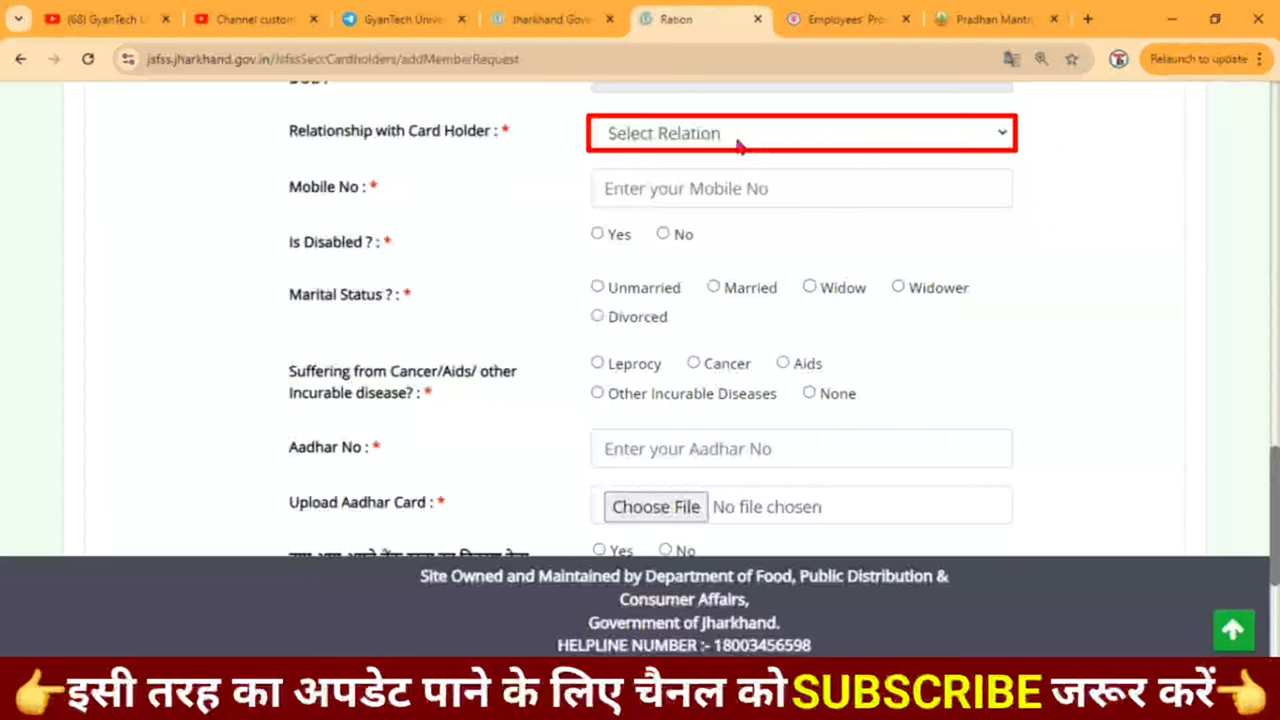 (68) GyanTech U
Channel custom
GyanTech Unive
Jharkhand Gove
Ration
Employees' Pro
Pradhan Mantr
jsfss.jharkhand.gov.in/JsfssSeccCardholders/addMemberRequest
Relaunch to update
Relationship with Card Holder : *
Select Relation
Mobile No : *
Enter your Mobile No
Is Disabled ? : *
Yes No
Marital Status ? : *
Unmarried Married Widow Widower
Divorced
Suffering from Cancer/Aids/ other
Incurable disease? : *
Leprocy Cancer Aids
Other Incurable Diseases None
Aadhar No : *
Enter your Aadhar No
Upload Aadhar Card : *
Choose File No file chosen
Yes No
Site Owned and Maintained by Department of Food, Public Distribution &
Consumer Affairs,
Government of Jharkhand.
HELPLINE NUMBER :- 18003456598
इसी तरह का अपडेट पाने के लिए चैनल को SUBSCRIBE जरूर करें